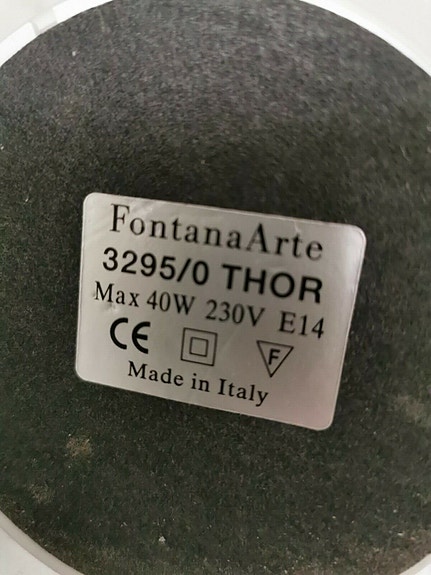 FontanaArte
3295/0 THOR
Max 40W 230V E14
CE F
Made in Italy